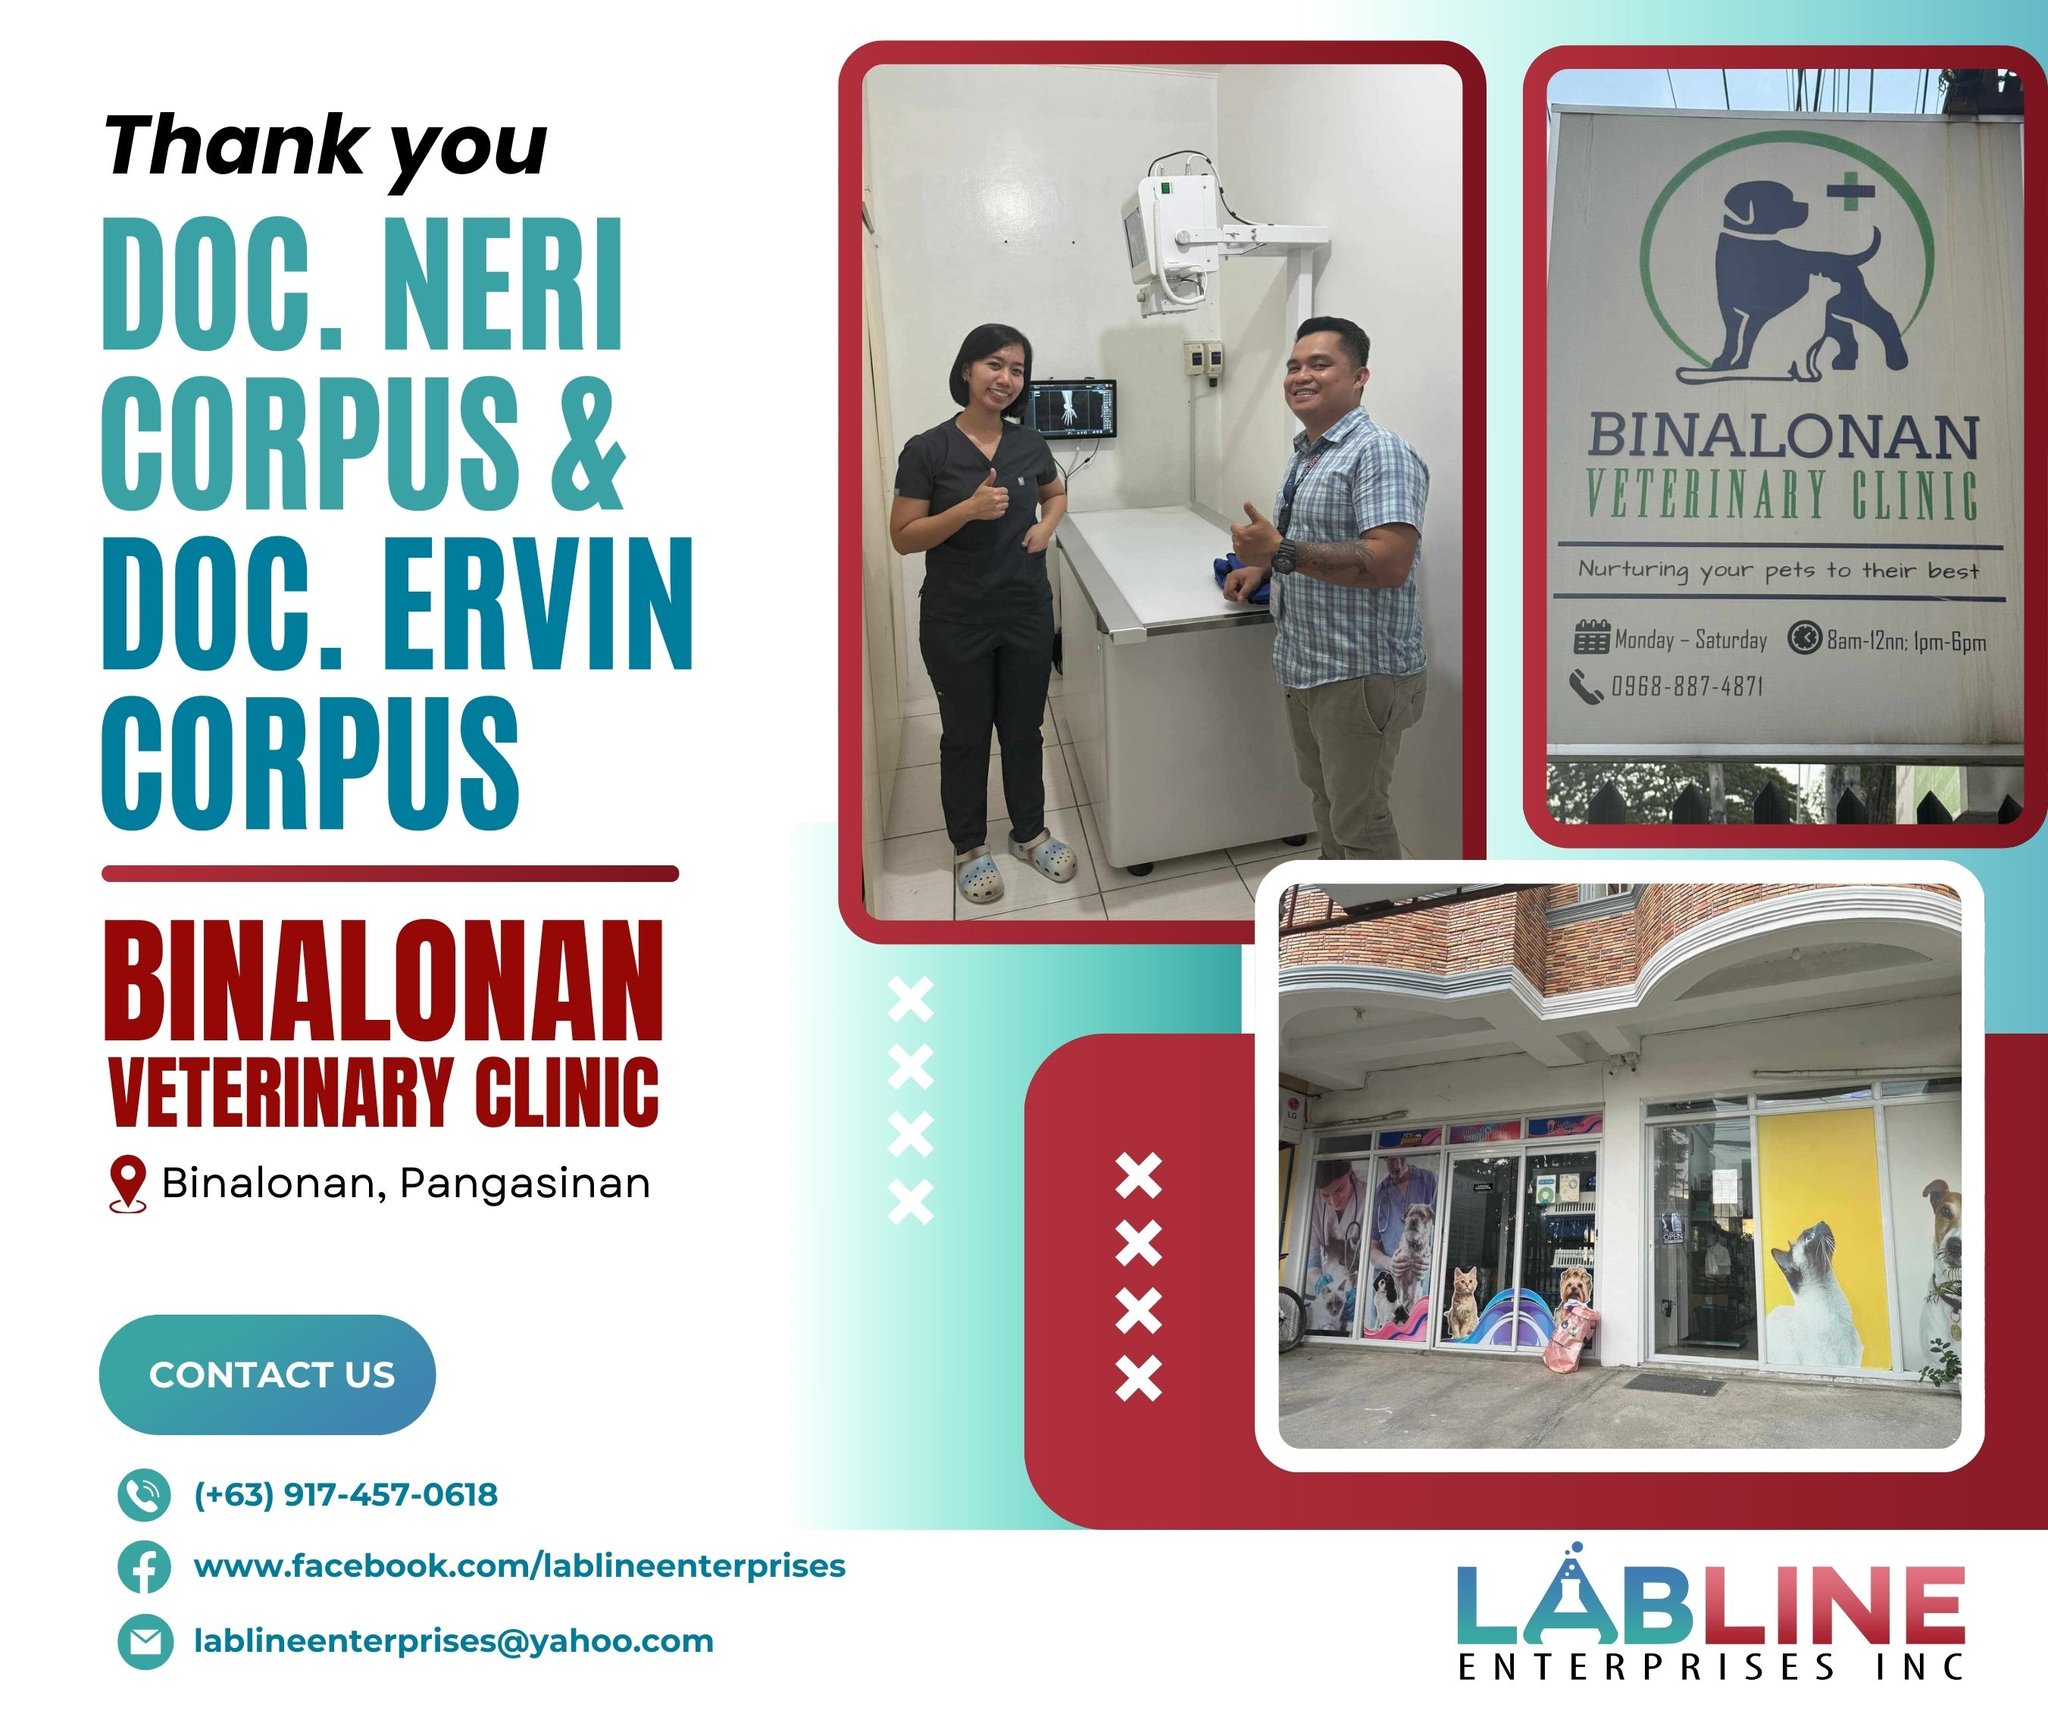 Thank you
DOC. NERI
CORPUS &
DOC. ERVIN
CORPUS
BINALONAN
VETERINARY CLINIC
Binalonan, Pangasinan
CONTACT US
(+63) 917-457-0618
www.facebook.com/lablineenterprises
lablineenterprises@yahoo.com
BINALONAN
VETERINARY CLINIC
Nurturing your pets to their best
Monday – Saturday
8am-12nn; 1pm-6pm
0968-887-4871
LG
OPEN
LABLINE
ENTERPRISES INC